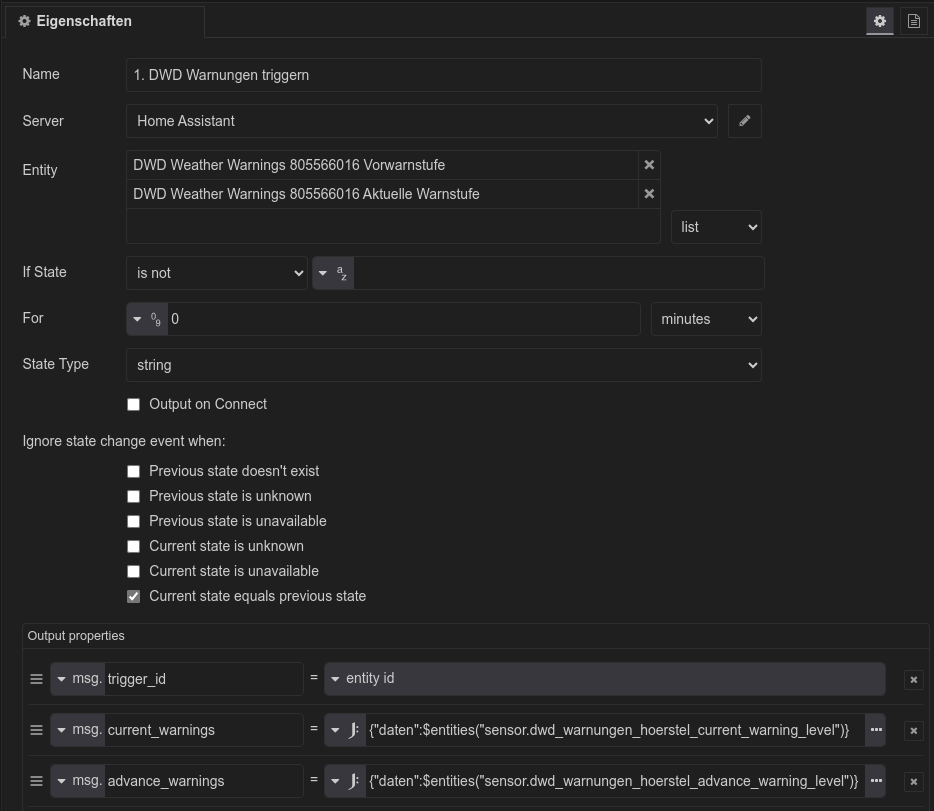 Eigenschaften
Name 1. DWD Warnungen triggern
Server Home Assistant
Entity DWD Weather Warnings 805566016 Vorwarnstufe
DWD Weather Warnings 805566016 Aktuelle Warnstufe
list
If State is not a z
For 0 9 0 minutes
State Type string
Output on Connect
Ignore state change event when:
Previous state doesn't exist
Previous state is unknown
Previous state is unavailable
Current state is unknown
Current state is unavailable
Current state equals previous state
Output properties
msg. trigger_id = entity id
msg. current_warnings = J: {"daten":$entities("sensor.dwd_warnungen_hoerstel_current_warning_level")} ...
msg. advance_warnings = J: {"daten":$entities("sensor.dwd_warnungen_hoerstel_advance_warning_level")} ...